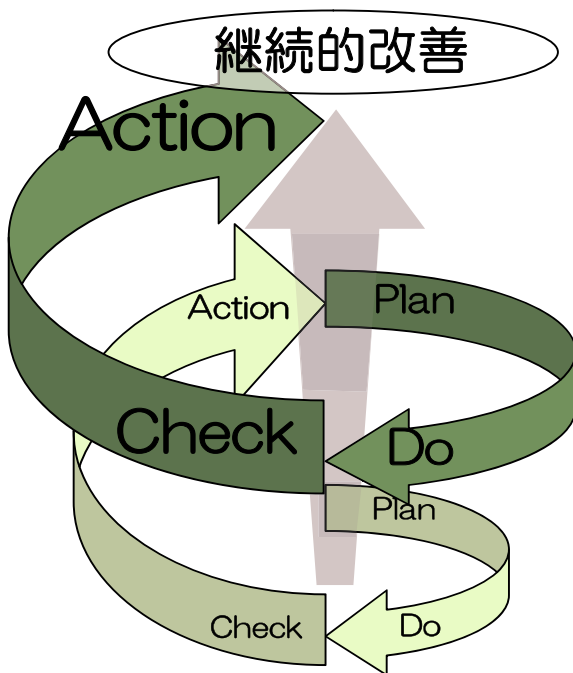 継続的改善
Action
Action
Plan
Check
Do
Plan
Check
Do